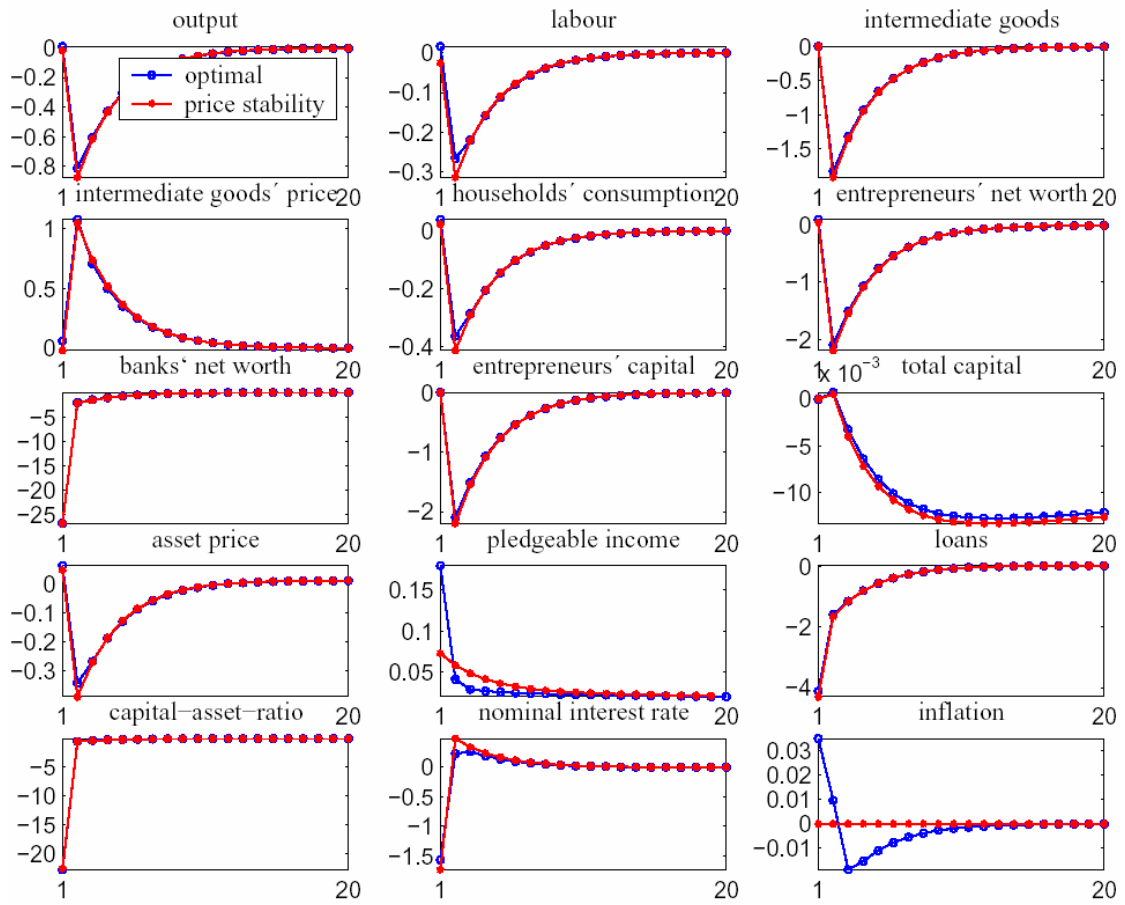 output labour intermediate goods
0 0 0
optimal
price stability
−0.2 −0.1 −0.5
−0.4 −0.2 −1
−0.6 −0.3 −1.5
−0.8
1 20 1 20 1 20
intermediate goods´ price households´ consumption entrepreneurs´ net worth
1 0 0
0.5 −0.2 −1
0 −0.4 −2
1 20 1 20 1 20
banks‘ net worth entrepreneurs´ capital x 10⁻³ total capital
−5 0 0
−10 −1 −5
−15 −2 −10
−20
−25
1 20 1 20 1 20
asset price pledgeable income loans
0 0.15 0
−0.1 0.1 −2
−0.2 0.05 −4
−0.3
1 20 1 20 1 20
capital−asset−ratio nominal interest rate inflation
−5 0 0.03
−10 −0.5 0.02
−15 −1 0.01
−20 −1.5 0
−0.01
1 20 1 20 1 20